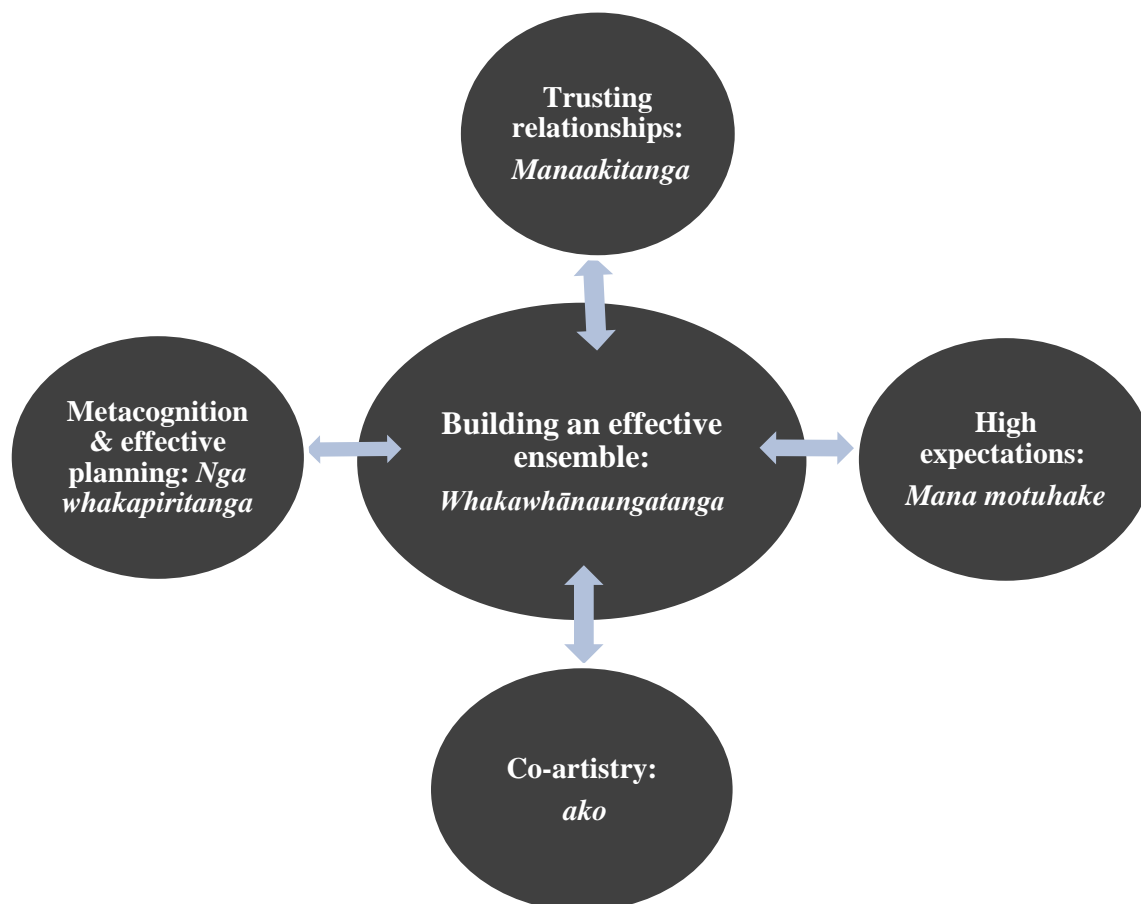 Trusting
relationships:
Manaakitanga
Metacognition
& effective
planning: Nga
whakapiritanga
Building an effective
ensemble:
Whakawhānaungatanga
High
expectations:
Mana motuhake
Co-artistry:
ako